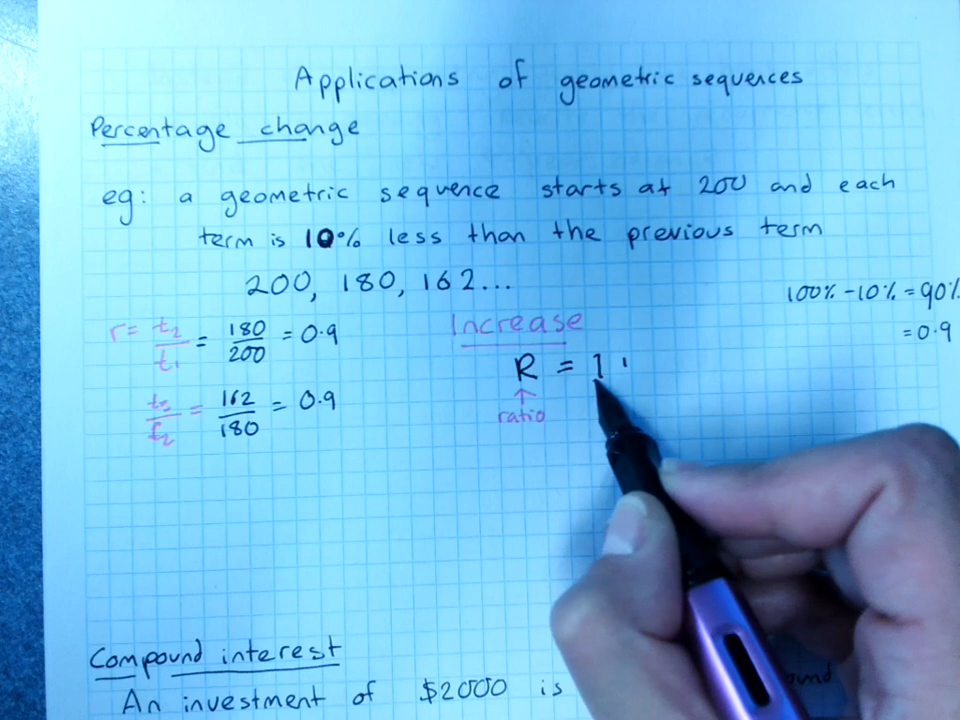 Applications of geometric sequences
Percentage change
eg: a geometric sequence starts at 200 and each
term is 10% less than the previous term
200, 180, 162...
100% - 10% = 90%
= 0.9
r = t2/t1 = 180/200 = 0.9
t3/t2 = 162/180 = 0.9
Increase
R = 1
↑
ratio
Compound interest
An investment of $2000 is